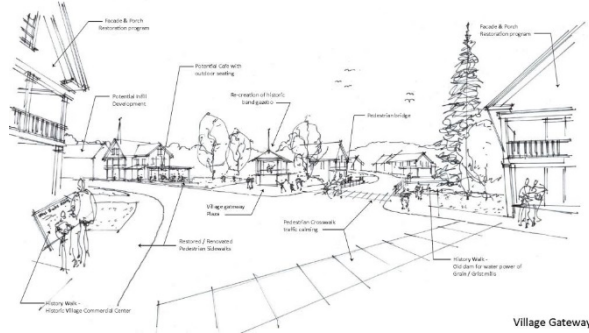 Facade & Porch
Restoration program
Facade & Porch
Restoration program
Potential Cafe with
outdoor seating
Potential Infill
Development
Re-creation of historic
band gazebo
Pedestrian bridge
Village gateway
Plaza
Pedestrian Crosswalk
traffic calming
Restored / Renovated
Pedestrian Sidewalks
History Walk -
Old dam for water power of
Grain / Grist mills
History Walk -
Historic Village Commercial Center
Village Gateway